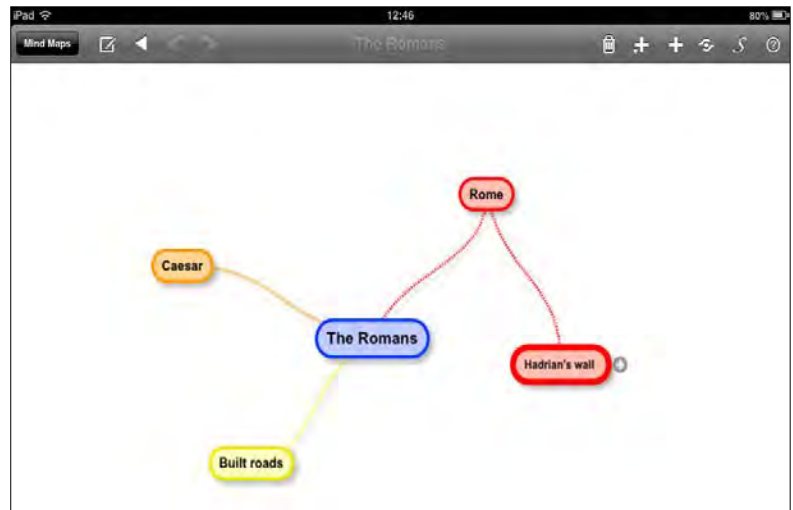 iPad 12:46 80%
Mind Maps The Romans
Rome
Caesar
The Romans
Hadrian's wall
Built roads